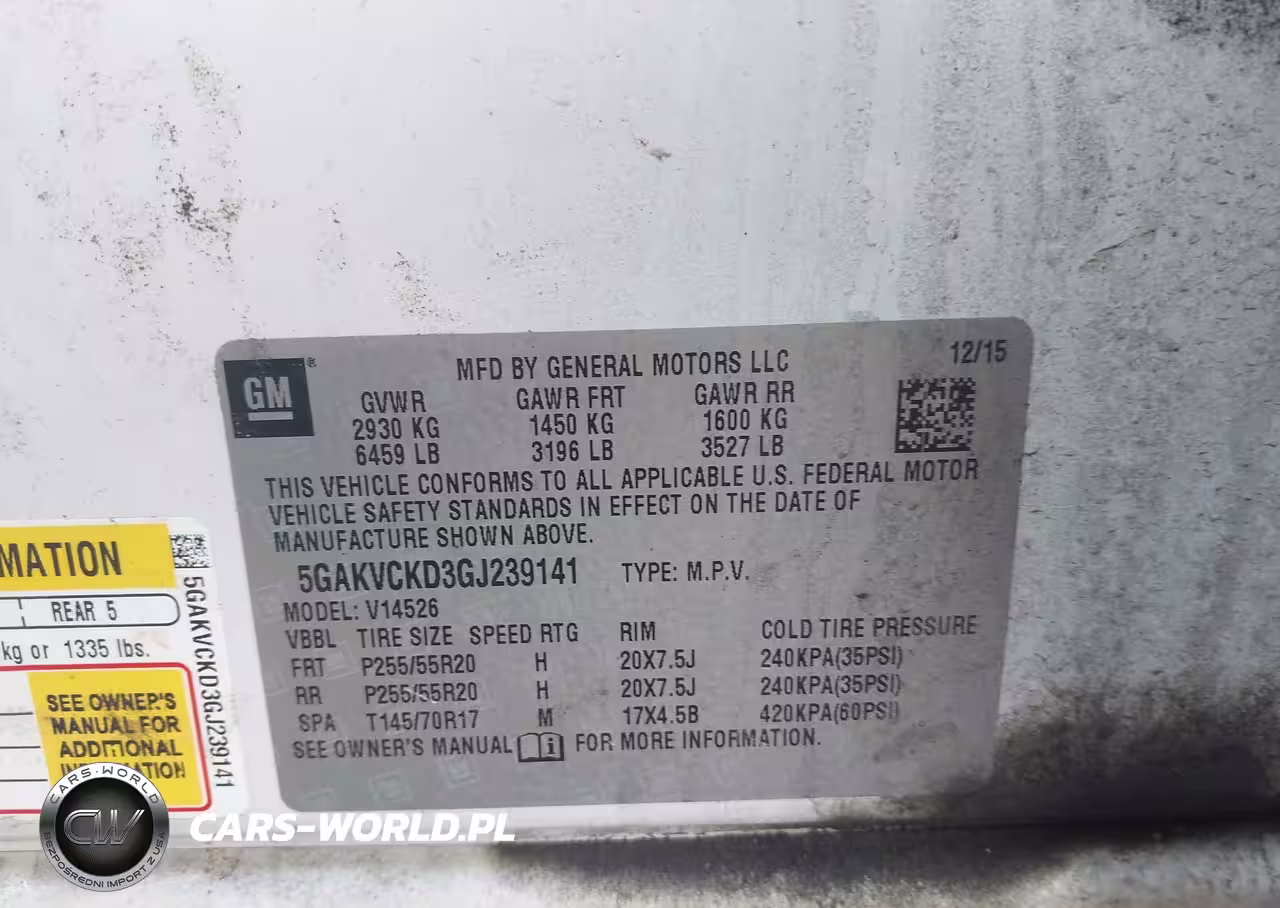 MFD BY GENERAL MOTORS LLC
12/15
GM
®
GVWR GAWR FRT GAWR RR
2930 KG 1450 KG 1600 KG
6459 LB 3196 LB 3527 LB
THIS VEHICLE CONFORMS TO ALL APPLICABLE U.S. FEDERAL MOTOR
VEHICLE SAFETY STANDARDS IN EFFECT ON THE DATE OF
MANUFACTURE SHOWN ABOVE.
5GAKVCKD3GJ239141 TYPE: M.P.V.
MODEL: V14526
VBBL TIRE SIZE SPEED RTG RIM COLD TIRE PRESSURE
FRT P255/55R20 H 20X7.5J 240KPA(35PSI)
RR P255/55R20 H 20X7.5J 240KPA(35PSI)
SPA T145/70R17 M 17X4.5B 420KPA(60PSI)
SEE OWNER'S MANUAL FOR MORE INFORMATION.
MATION
REAR 5
kg or 1335 lbs.
SEE OWNER'S
MANUAL FOR
ADDITIONAL
INFORMATION
5GAKVCKD3GJ239141
CARS-WORLD
CW
BEZPOŚREDNI IMPORT Z USA
CARS-WORLD.PL